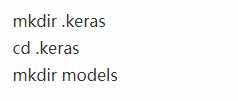 mkdir .keras
cd .keras
mkdir models